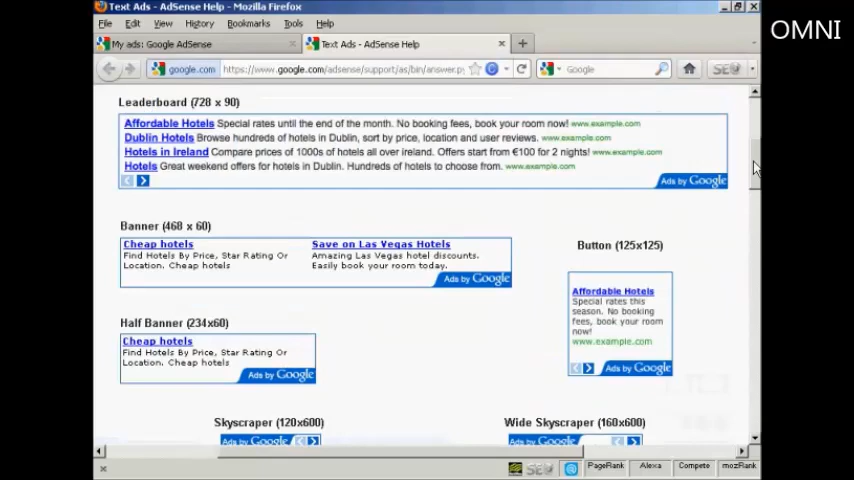 Text Ads - AdSense Help - Mozilla Firefox
OMNI
File Edit View History Bookmarks Tools Help
My ads: Google AdSense
Text Ads - AdSense Help
google.com https://www.google.com/adsense/support/as/bin/answer.p
Google
SEO
Leaderboard (728 x 90)
Affordable Hotels Special rates until the end of the month. No booking fees, book your room now! www.example.com
Dublin Hotels Browse hundreds of hotels in Dublin, sort by price, location and user reviews. www.example.com
Hotels in Ireland Compare prices of 1000s of hotels all over ireland. Offers start from €100 for 2 nights! www.example.com
Hotels Great weekend offers for hotels in Dublin. Hundreds of hotels to choose from. www.example.com
Ads by Google
Banner (468 x 60)
Cheap hotels
Find Hotels By Price, Star Rating Or
Location. Cheap hotels
Save on Las Vegas Hotels
Amazing Las Vegas hotel discounts.
Easily book your room today.
Ads by Google
Button (125x125)
Affordable Hotels
Special rates this
season. No booking
fees, book your room
now!
www.example.com
Ads by Google
Half Banner (234x60)
Cheap hotels
Find Hotels By Price, Star Rating Or
Location. Cheap hotels
Ads by Google
Skyscraper (120x600)
Ads by Google
Wide Skyscraper (160x600)
Ads by Google
SEO
PageRank
Alexa
Compete
mozRank